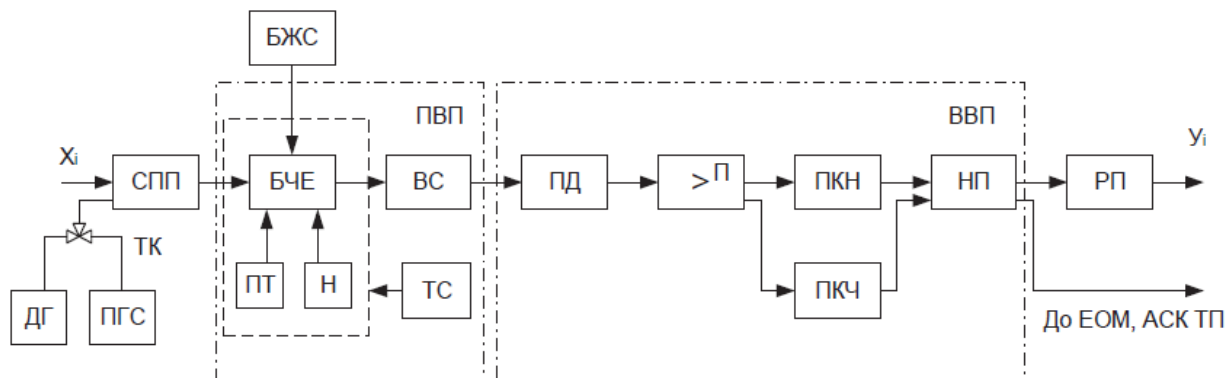 БЖС
ПВП
ВВП
Xi
Уi
СПП
БЧЕ
ВС
ПД
>П
ПКН
НП
РП
ТК
ПТ
Н
ТС
ПКЧ
ДГ
ПГС
До ЕОМ, АСК ТП